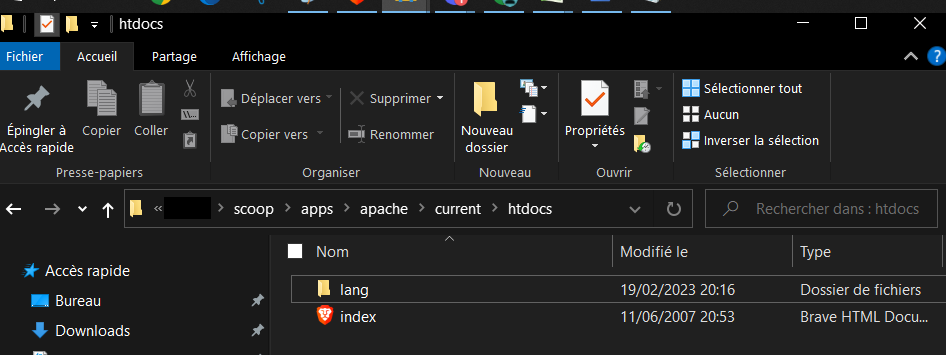 htdocs
Fichier Accueil Partage Affichage
Épingler à Accès rapide
Copier
Coller
Déplacer vers
Copier vers
Supprimer
Renommer
Nouveau dossier
Propriétés
Sélectionner tout
Aucun
Inverser la sélection
Presse-papiers Organiser Nouveau Ouvrir Sélectionner
« scoop > apps > apache > current > htdocs
Rechercher dans : htdocs
Nom Modifié le Type
Accès rapide
Bureau
Downloads
lang 19/02/2023 20:16 Dossier de fichiers
index 11/06/2007 20:53 Brave HTML Docu...